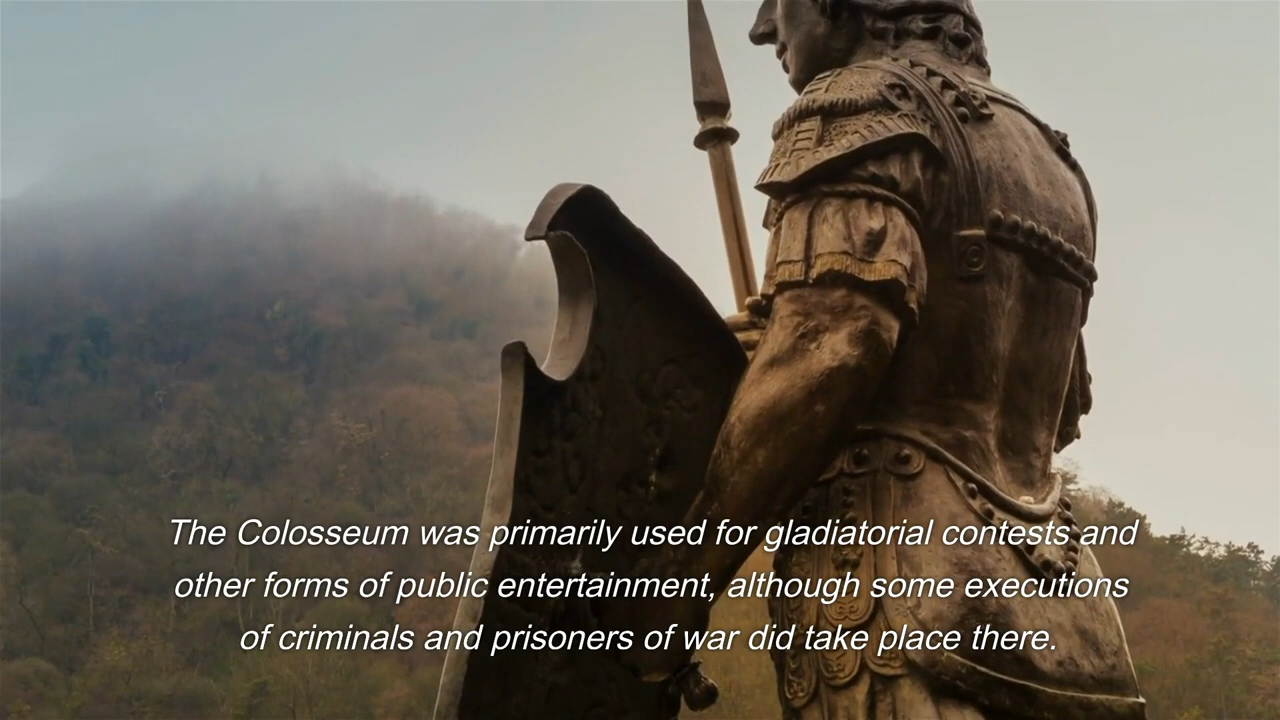 The Colosseum was primarily used for gladiatorial contests and
other forms of public entertainment, although some executions
of criminals and prisoners of war did take place there.